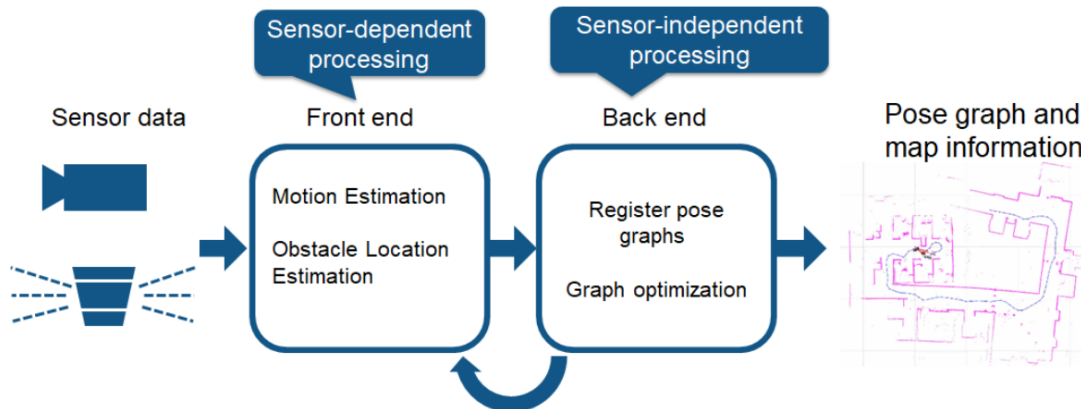 Sensor-dependent
processing
Sensor-independent
processing
Sensor data
Front end
Back end
Pose graph and
map information
Motion Estimation
Obstacle Location
Estimation
Register pose
graphs
Graph optimization